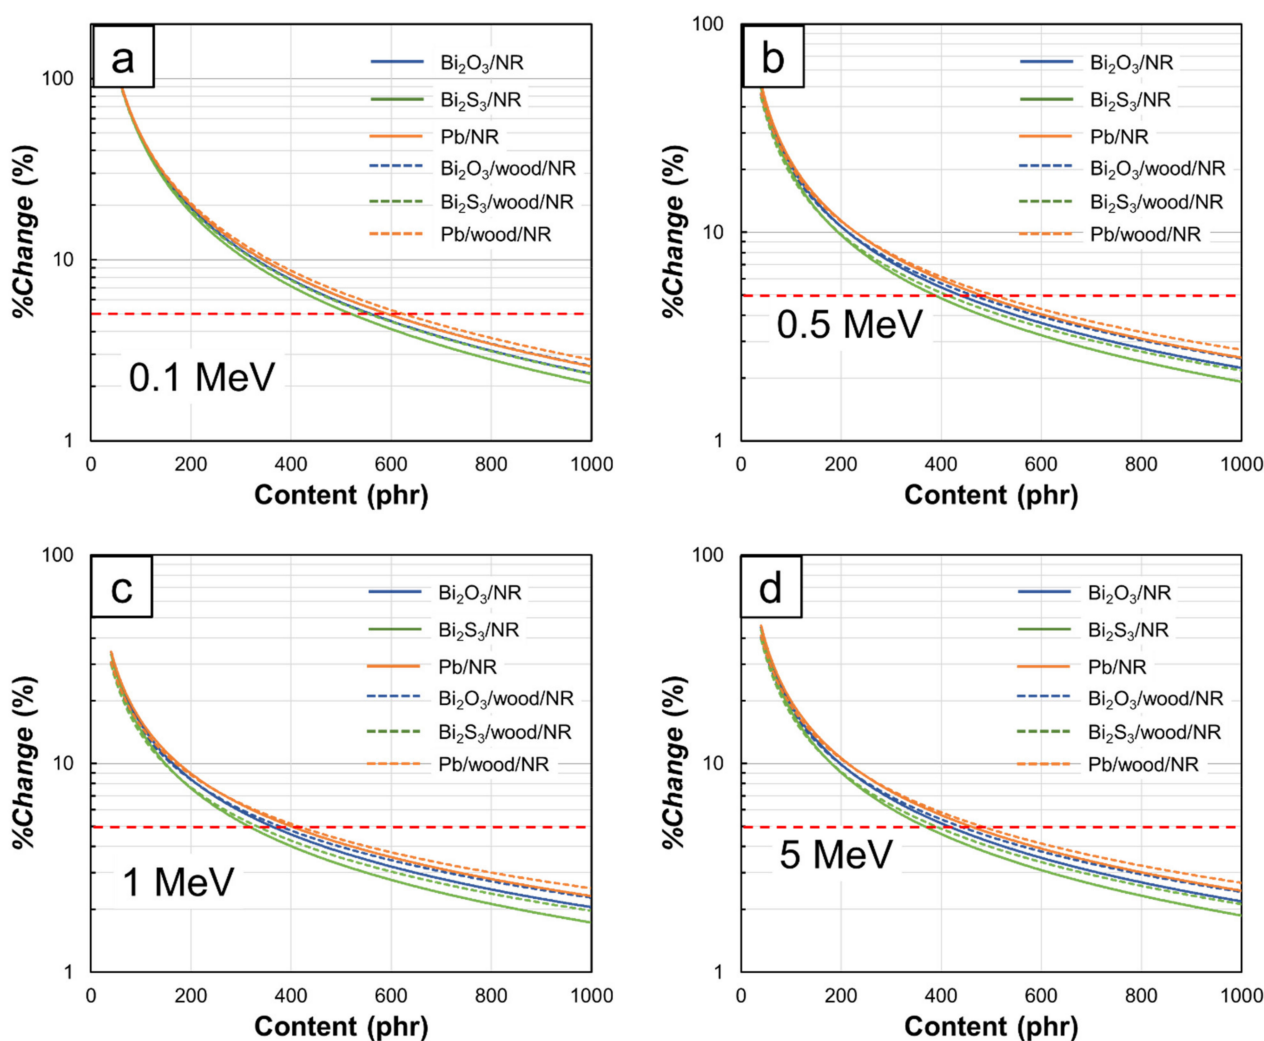 a
%Change (%)
100
10
1
Bi₂O₃/NR
Bi₂S₃/NR
Pb/NR
Bi₂O₃/wood/NR
Bi₂S₃/wood/NR
Pb/wood/NR
0.1 MeV
0 200 400 600 800 1000
Content (phr)
b
%Change (%)
100
10
1
Bi₂O₃/NR
Bi₂S₃/NR
Pb/NR
Bi₂O₃/wood/NR
Bi₂S₃/wood/NR
Pb/wood/NR
0.5 MeV
0 200 400 600 800 1000
Content (phr)
c
%Change (%)
100
10
1
Bi₂O₃/NR
Bi₂S₃/NR
Pb/NR
Bi₂O₃/wood/NR
Bi₂S₃/wood/NR
Pb/wood/NR
1 MeV
0 200 400 600 800 1000
Content (phr)
d
%Change (%)
100
10
1
Bi₂O₃/NR
Bi₂S₃/NR
Pb/NR
Bi₂O₃/wood/NR
Bi₂S₃/wood/NR
Pb/wood/NR
5 MeV
0 200 400 600 800 1000
Content (phr)